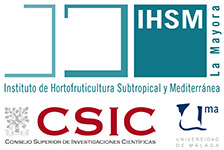 IHSM
La Mayora
Instituto de Hortofruticultura Subtropical y Mediterránea
CSIC
CONSEJO SUPERIOR DE INVESTIGACIONES CIENTÍFICAS
uma
UNIVERSIDAD
DE MÁLAGA